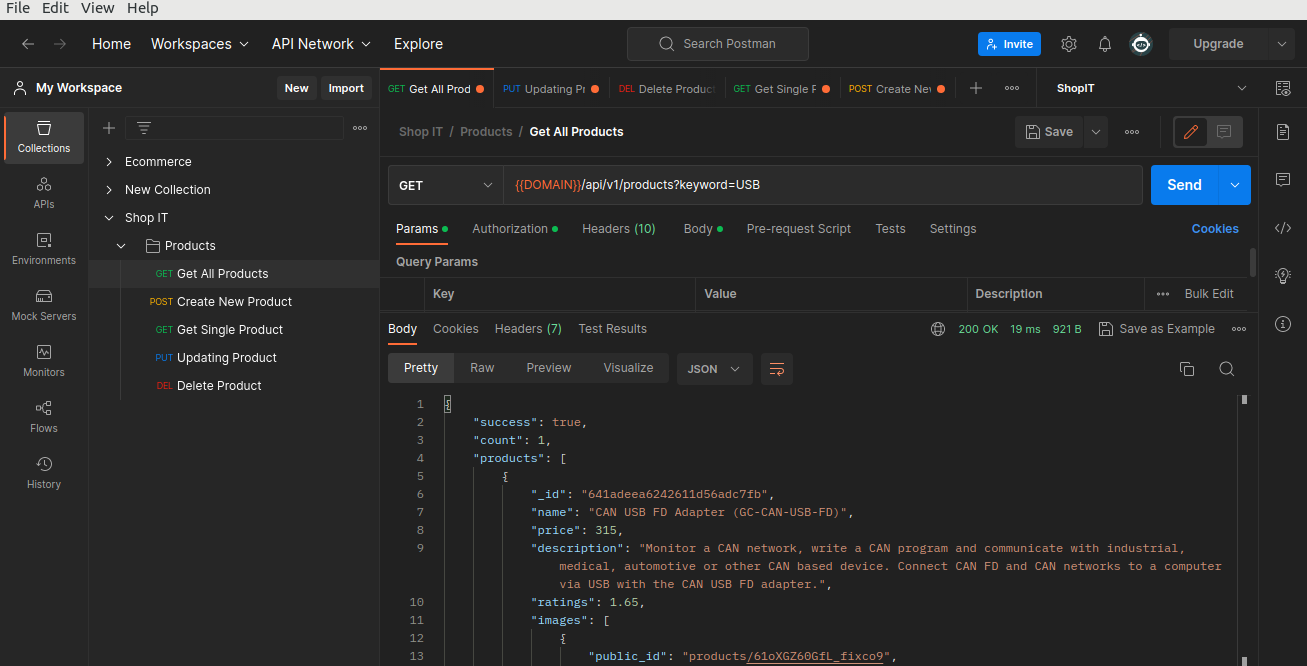 File Edit View Help
Home Workspaces API Network Explore Search Postman Invite Upgrade
My Workspace New Import
GET Get All Prod PUT Updating Pr DEL Delete Product GET Get Single P POST Create Nev ShopIT
Collections
APIs
Environments
Mock Servers
Monitors
Flows
History
Ecommerce
New Collection
Shop IT
Products
GET Get All Products
POST Create New Product
GET Get Single Product
PUT Updating Product
DEL Delete Product
Shop IT / Products / Get All Products Save
GET {{DOMAIN}}/api/v1/products?keyword=USB Send
Params Authorization Headers (10) Body Pre-request Script Tests Settings Cookies
Query Params
Key Value Description Bulk Edit
Body Cookies Headers (7) Test Results 200 OK 19 ms 921 B Save as Example
Pretty Raw Preview Visualize JSON
1 {
2 "success": true,
3 "count": 1,
4 "products": [
5 {
6 "_id": "641adeea6242611d56adc7fb",
7 "name": "CAN USB FD Adapter (GC-CAN-USB-FD)",
8 "price": 315,
9 "description": "Monitor a CAN network, write a CAN program and communicate with industrial,
medical, automotive or other CAN based device. Connect CAN FD and CAN networks to a computer
via USB with the CAN USB FD adapter.",
10 "ratings": 1.65,
11 "images": [
12 {
13 "public_id": "products/61oXGZ60GfL_fixco9",